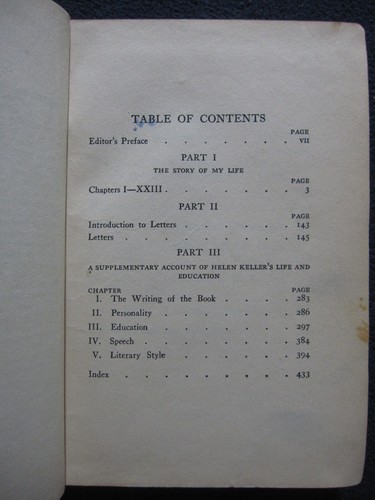 TABLE OF CONTENTS
PAGE
Editor's Preface . . . . . . . VII
PART I
THE STORY OF MY LIFE
PAGE
Chapters I—XXIII . . . . . . . 3
PART II
PAGE
Introduction to Letters . . . . . 143
Letters . . . . . . . . . 145
PART III
A SUPPLEMENTARY ACCOUNT OF HELEN KELLER'S LIFE AND
EDUCATION
CHAPTER PAGE
I. The Writing of the Book . . . . 283
II. Personality . . . . . . . 286
III. Education . . . . . . . 297
IV. Speech . . . . . . . . 384
V. Literary Style . . . . . . 394
Index . . . . . . . . . 433